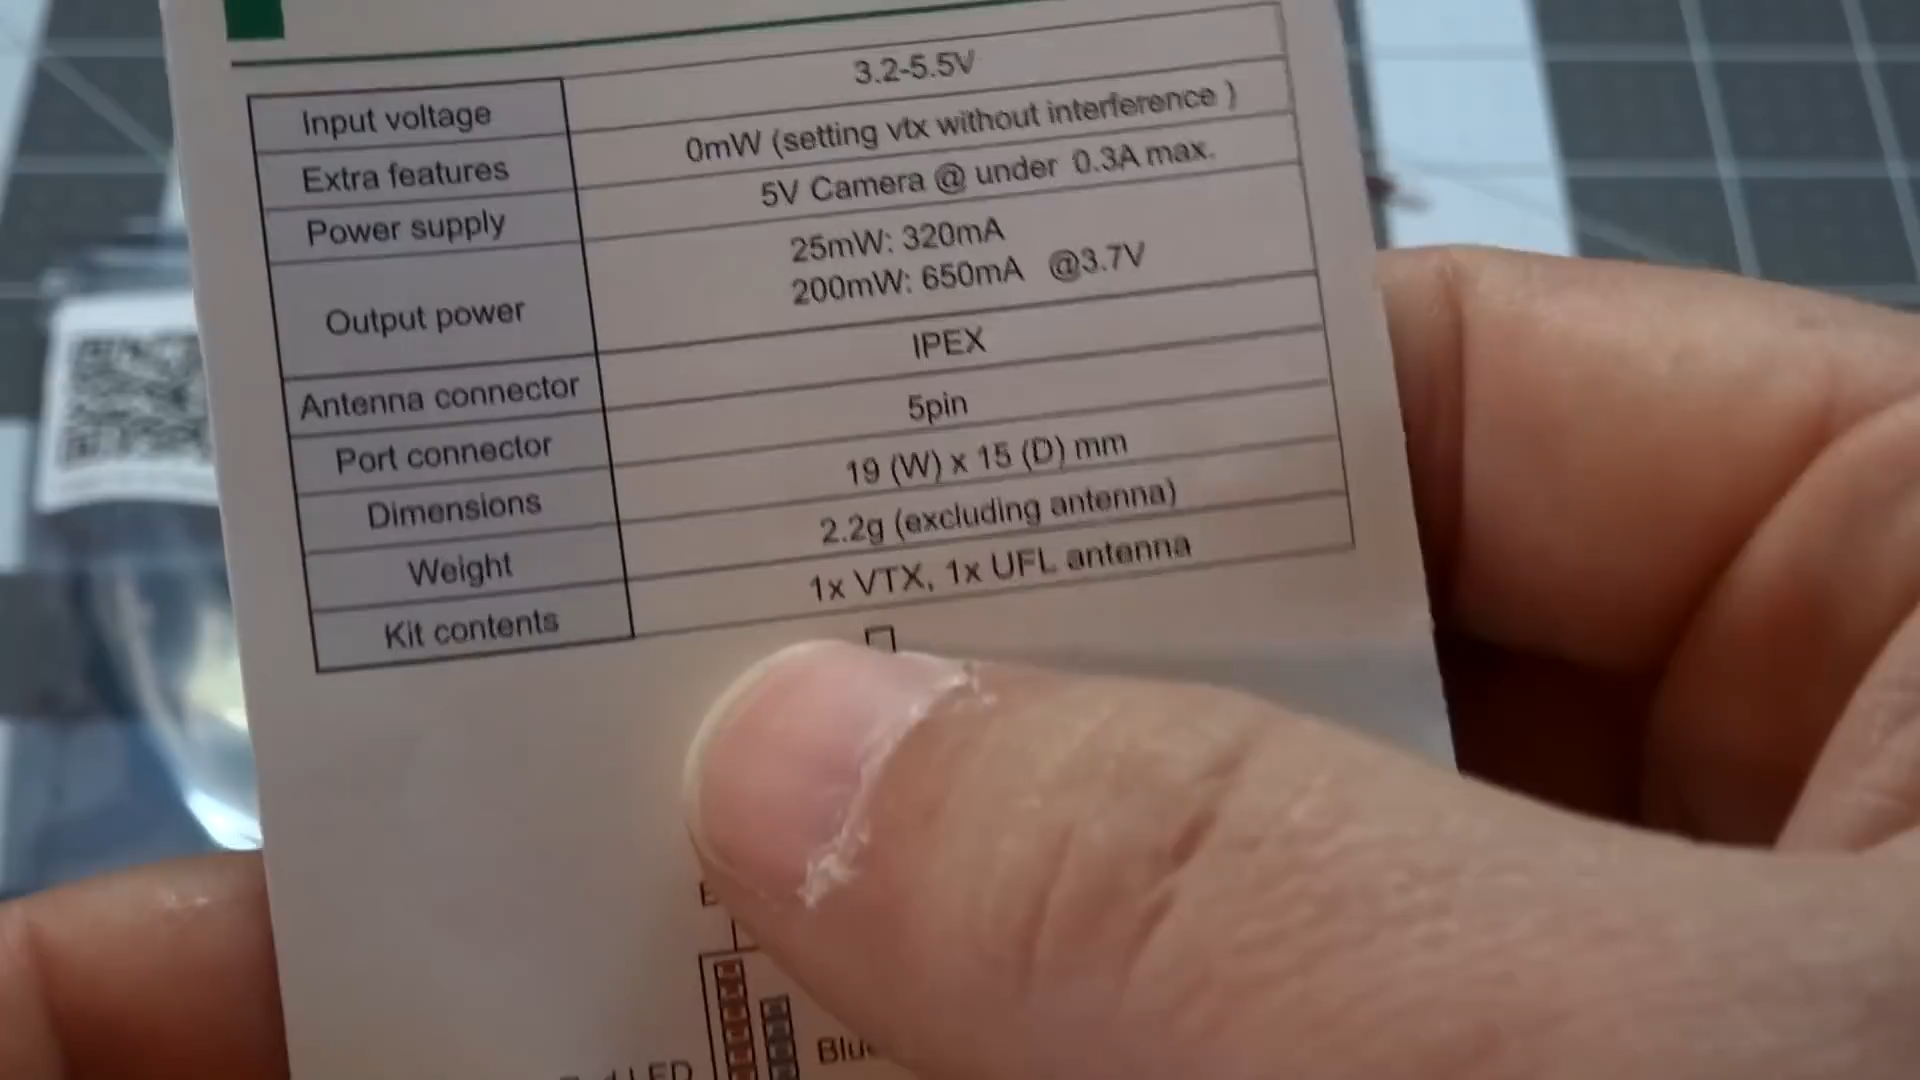 Input voltage 3.2-5.5V
Extra features 0mW (setting vtx without interference )
Power supply 5V Camera @ under 0.3A max.
Output power 25mW: 320mA
200mW: 650mA @3.7V
Antenna connector IPEX
Port connector 5pin
Dimensions 19 (W) x 15 (D) mm
Weight 2.2g (excluding antenna)
Kit contents 1x VTX, 1x UFL antenna
LED